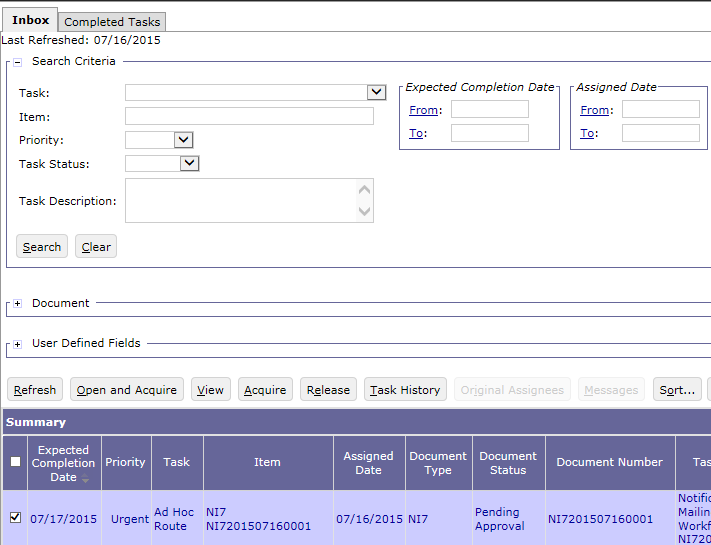 Inbox Completed Tasks
Last Refreshed: 07/16/2015
Search Criteria
Task:
Item:
Priority:
Task Status:
Task Description:
Expected Completion Date
From:
To:
Assigned Date
From:
To:
Search Clear
Document
User Defined Fields
Refresh Open and Acquire View Acquire Release Task History Original Assignees Messages Sort...
Summary
Expected
Completion
Date
Priority
Task
Item
Assigned
Date
Document
Type
Document
Status
Document Number
Tas
07/17/2015
Urgent
Ad Hoc
Route
NI7
NI7201507160001
07/16/2015
NI7
Pending
Approval
NI7201507160001
Notific
Mailin
Workf
NI720